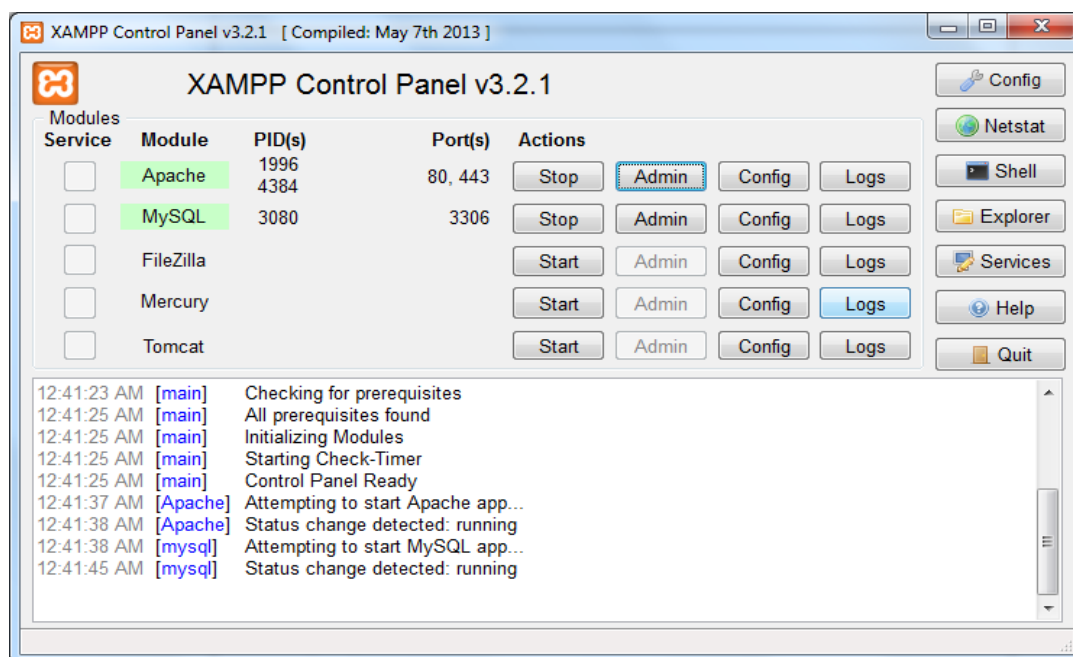 XAMPP Control Panel v3.2.1 [ Compiled: May 7th 2013 ]
XAMPP Control Panel v3.2.1
Config
Modules
Netstat
Service Module PID(s) Port(s) Actions
Apache 1996 4384 80, 443 Stop Admin Config Logs
Shell
MySQL 3080 3306 Stop Admin Config Logs
Explorer
FileZilla Start Admin Config Logs
Services
Mercury Start Admin Config Logs
Help
Tomcat Start Admin Config Logs
Quit
12:41:23 AM [main] Checking for prerequisites
12:41:25 AM [main] All prerequisites found
12:41:25 AM [main] Initializing Modules
12:41:25 AM [main] Starting Check-Timer
12:41:25 AM [main] Control Panel Ready
12:41:37 AM [Apache] Attempting to start Apache app...
12:41:38 AM [Apache] Status change detected: running
12:41:38 AM [mysql] Attempting to start MySQL app...
12:41:45 AM [mysql] Status change detected: running